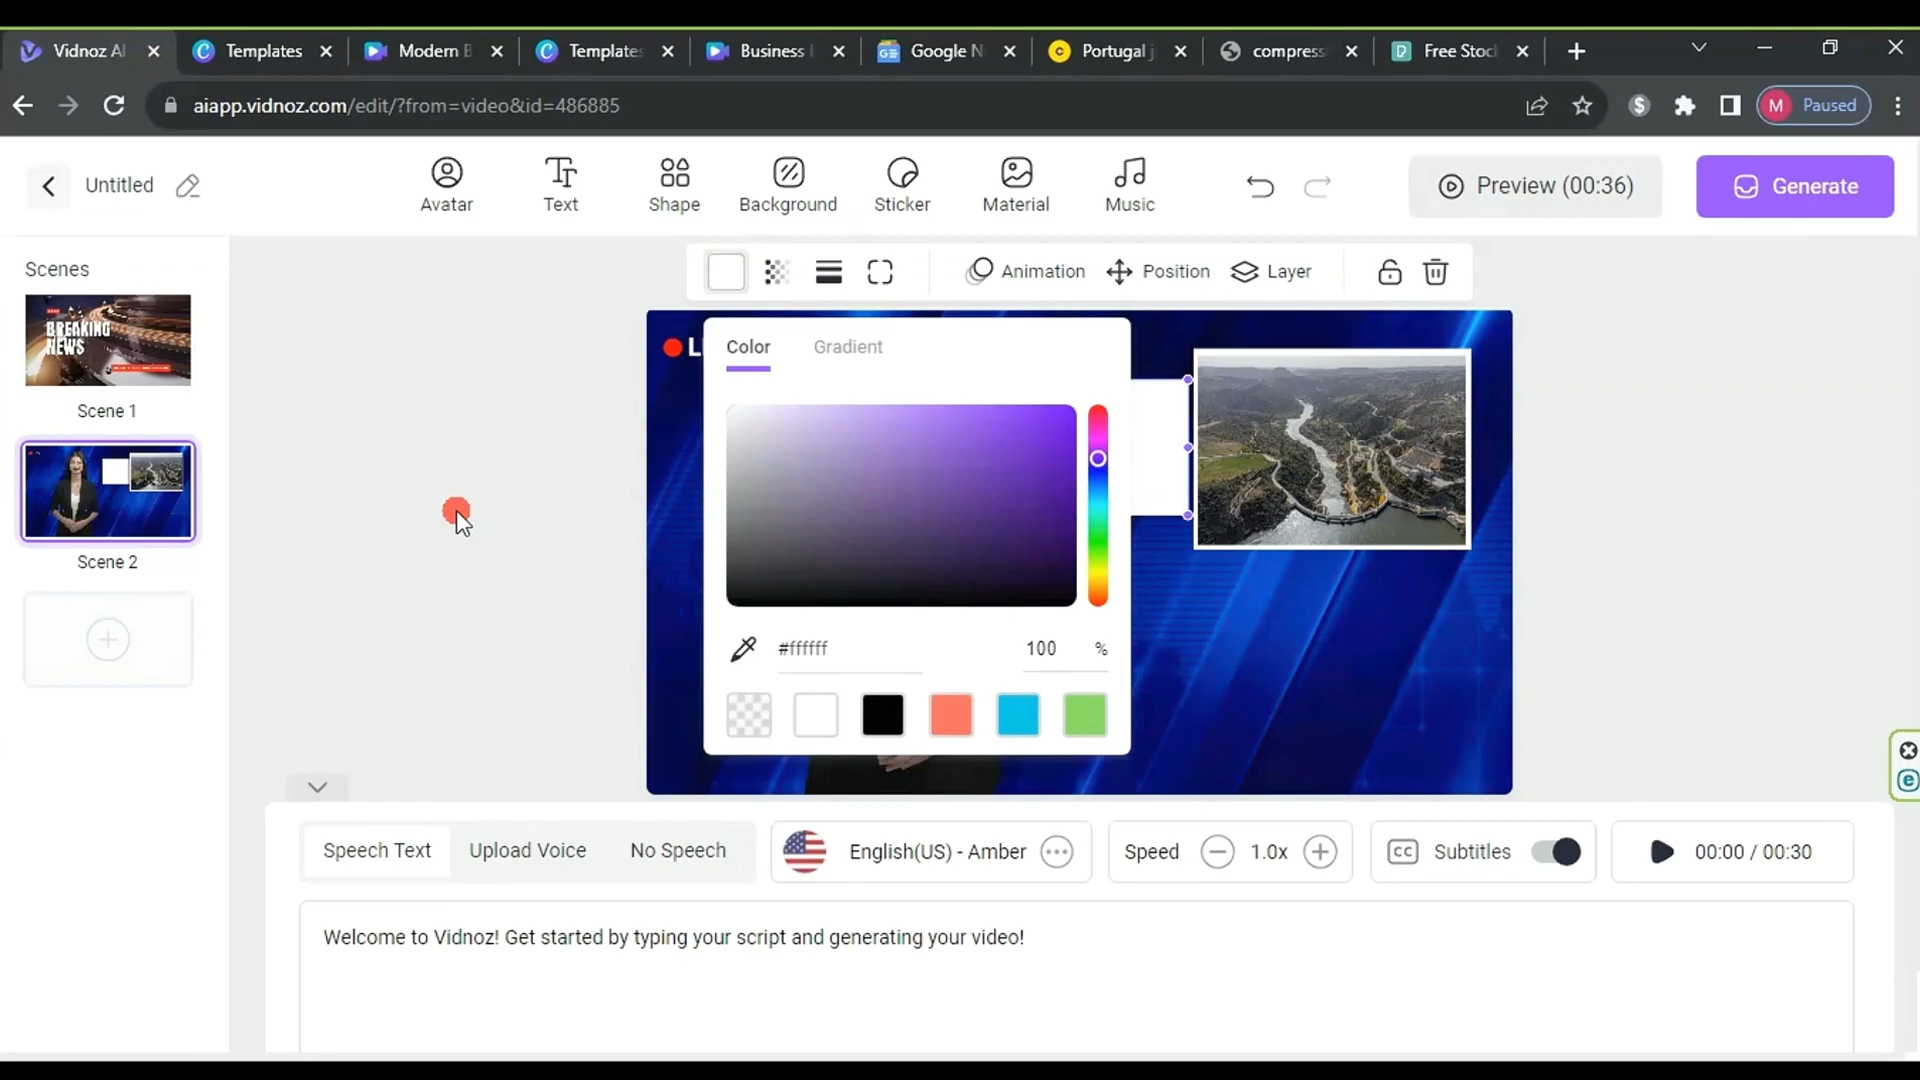 Vidnoz AI
Templates
Modern B
Templates
Business
Google N
Portugal
compress
Free Stoc
aiapp.vidnoz.com/edit/?from=video&id=486885
M Paused
Untitled
Avatar
Text
Shape
Background
Sticker
Material
Music
Preview (00:36)
Generate
Scenes
Animation
Position
Layer
BREAKING
NEWS
Scene 1
Scene 2
LI
Color
Gradient
#ffffff
100 %
Speech Text
Upload Voice
No Speech
English(US) - Amber
Speed
1.0x
CC Subtitles
00:00 / 00:30
Welcome to Vidnoz! Get started by typing your script and generating your video!